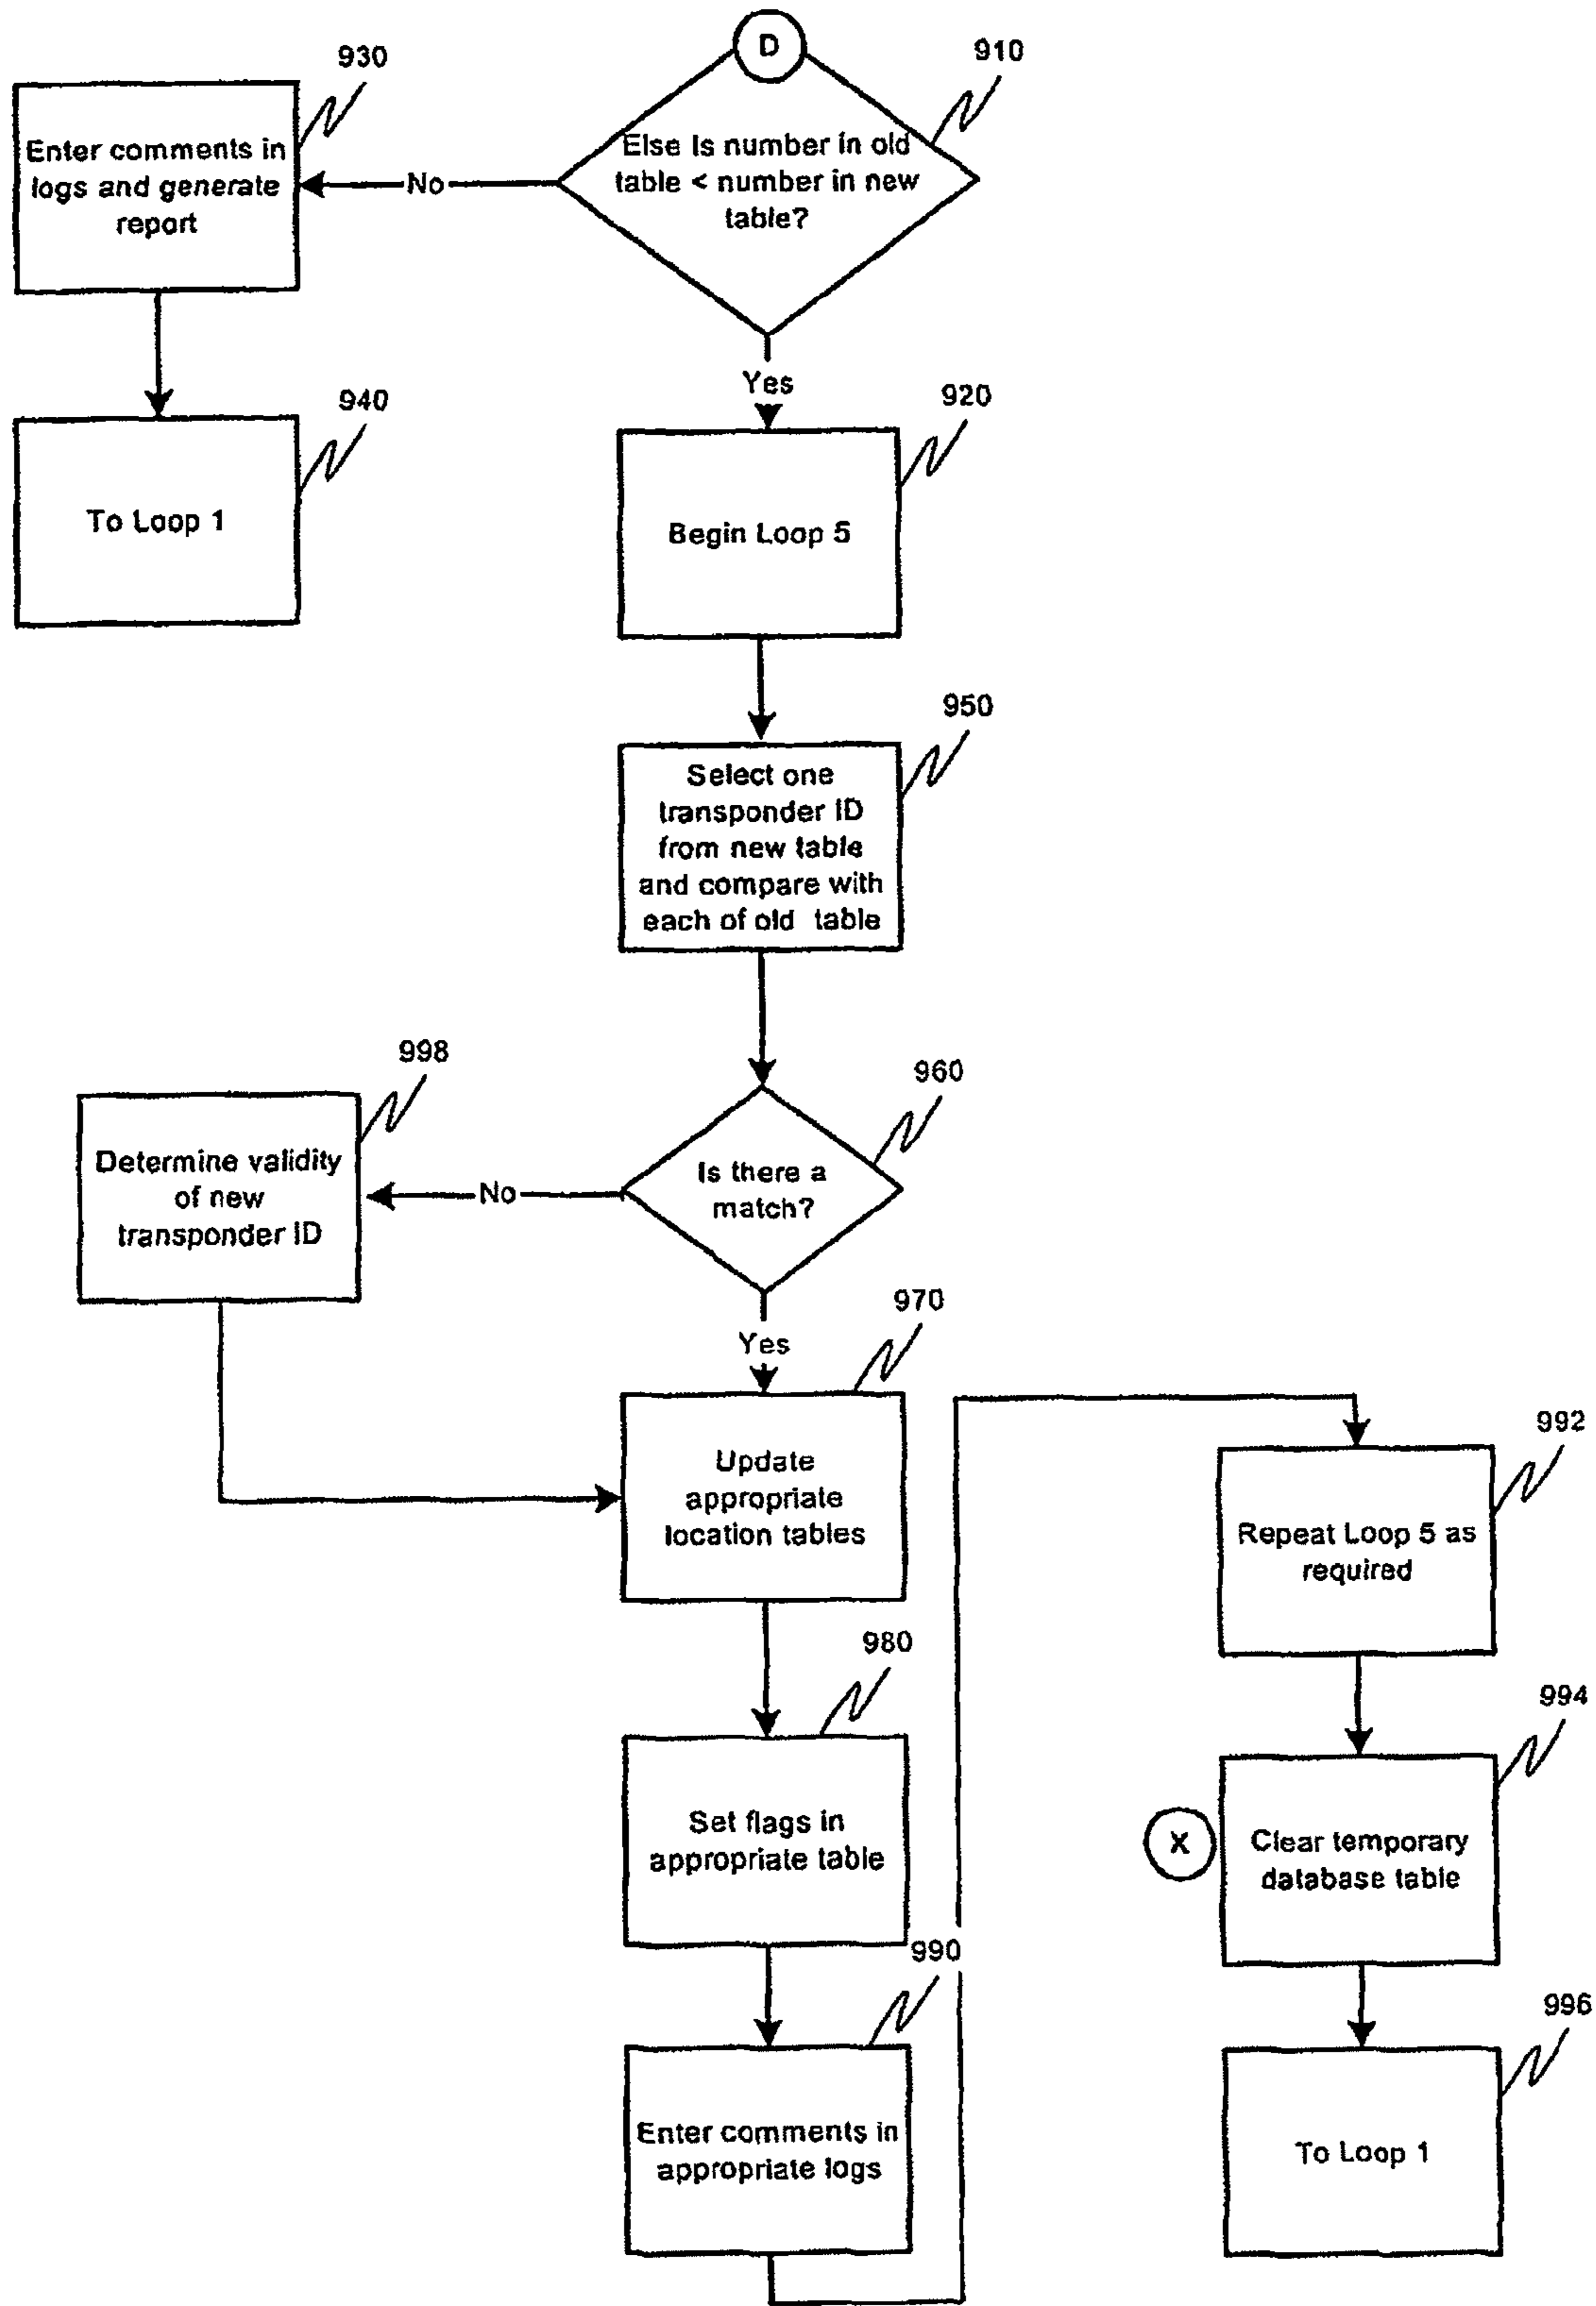 D
910
930
Else Is number in old
table < number in new
table?
Enter comments in
logs and generate
report
No
Yes
940
920
To Loop 1
Begin Loop 5
950
Select one
transponder ID
from new table
and compare with
each of old table
998
960
Determine validity
of new
transponder ID
No
Is there a
match?
970
Yes
Update
appropriate
location tables
992
Repeat Loop 5 as
required
980
994
Set flags in
appropriate table
X
Clear temporary
database table
990
996
Enter comments in
appropriate logs
To Loop 1